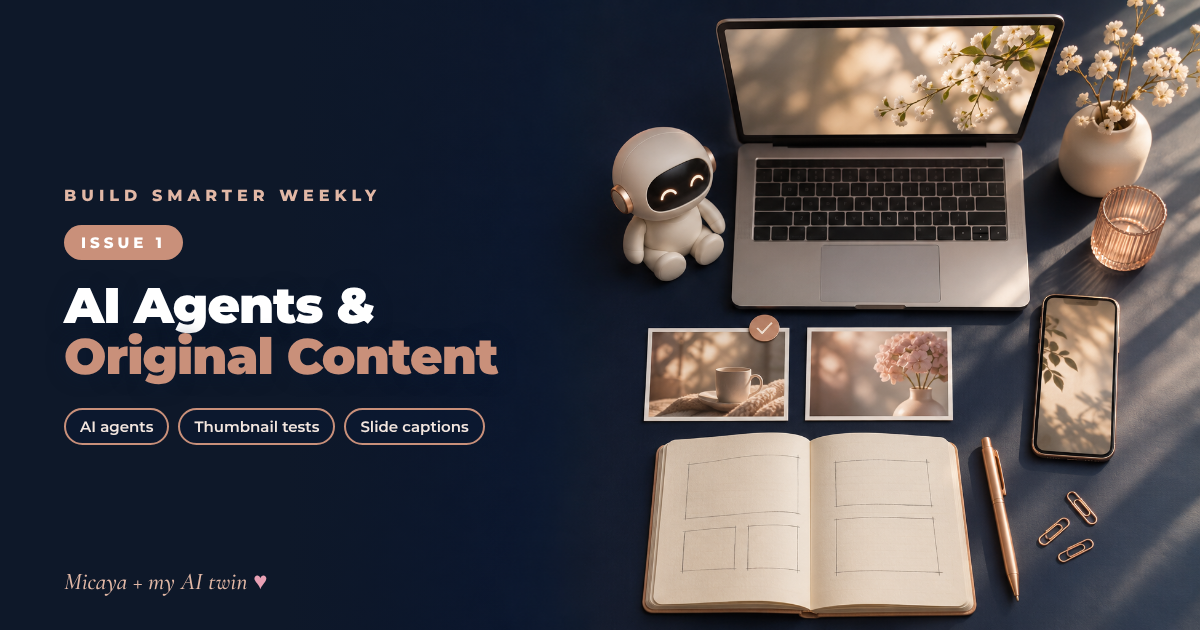 BUILD SMARTER WEEKLY
ISSUE 1
AI Agents &
Original Content
AI agents
Thumbnail tests
Slide captions
Micaya + my AI twin ♥